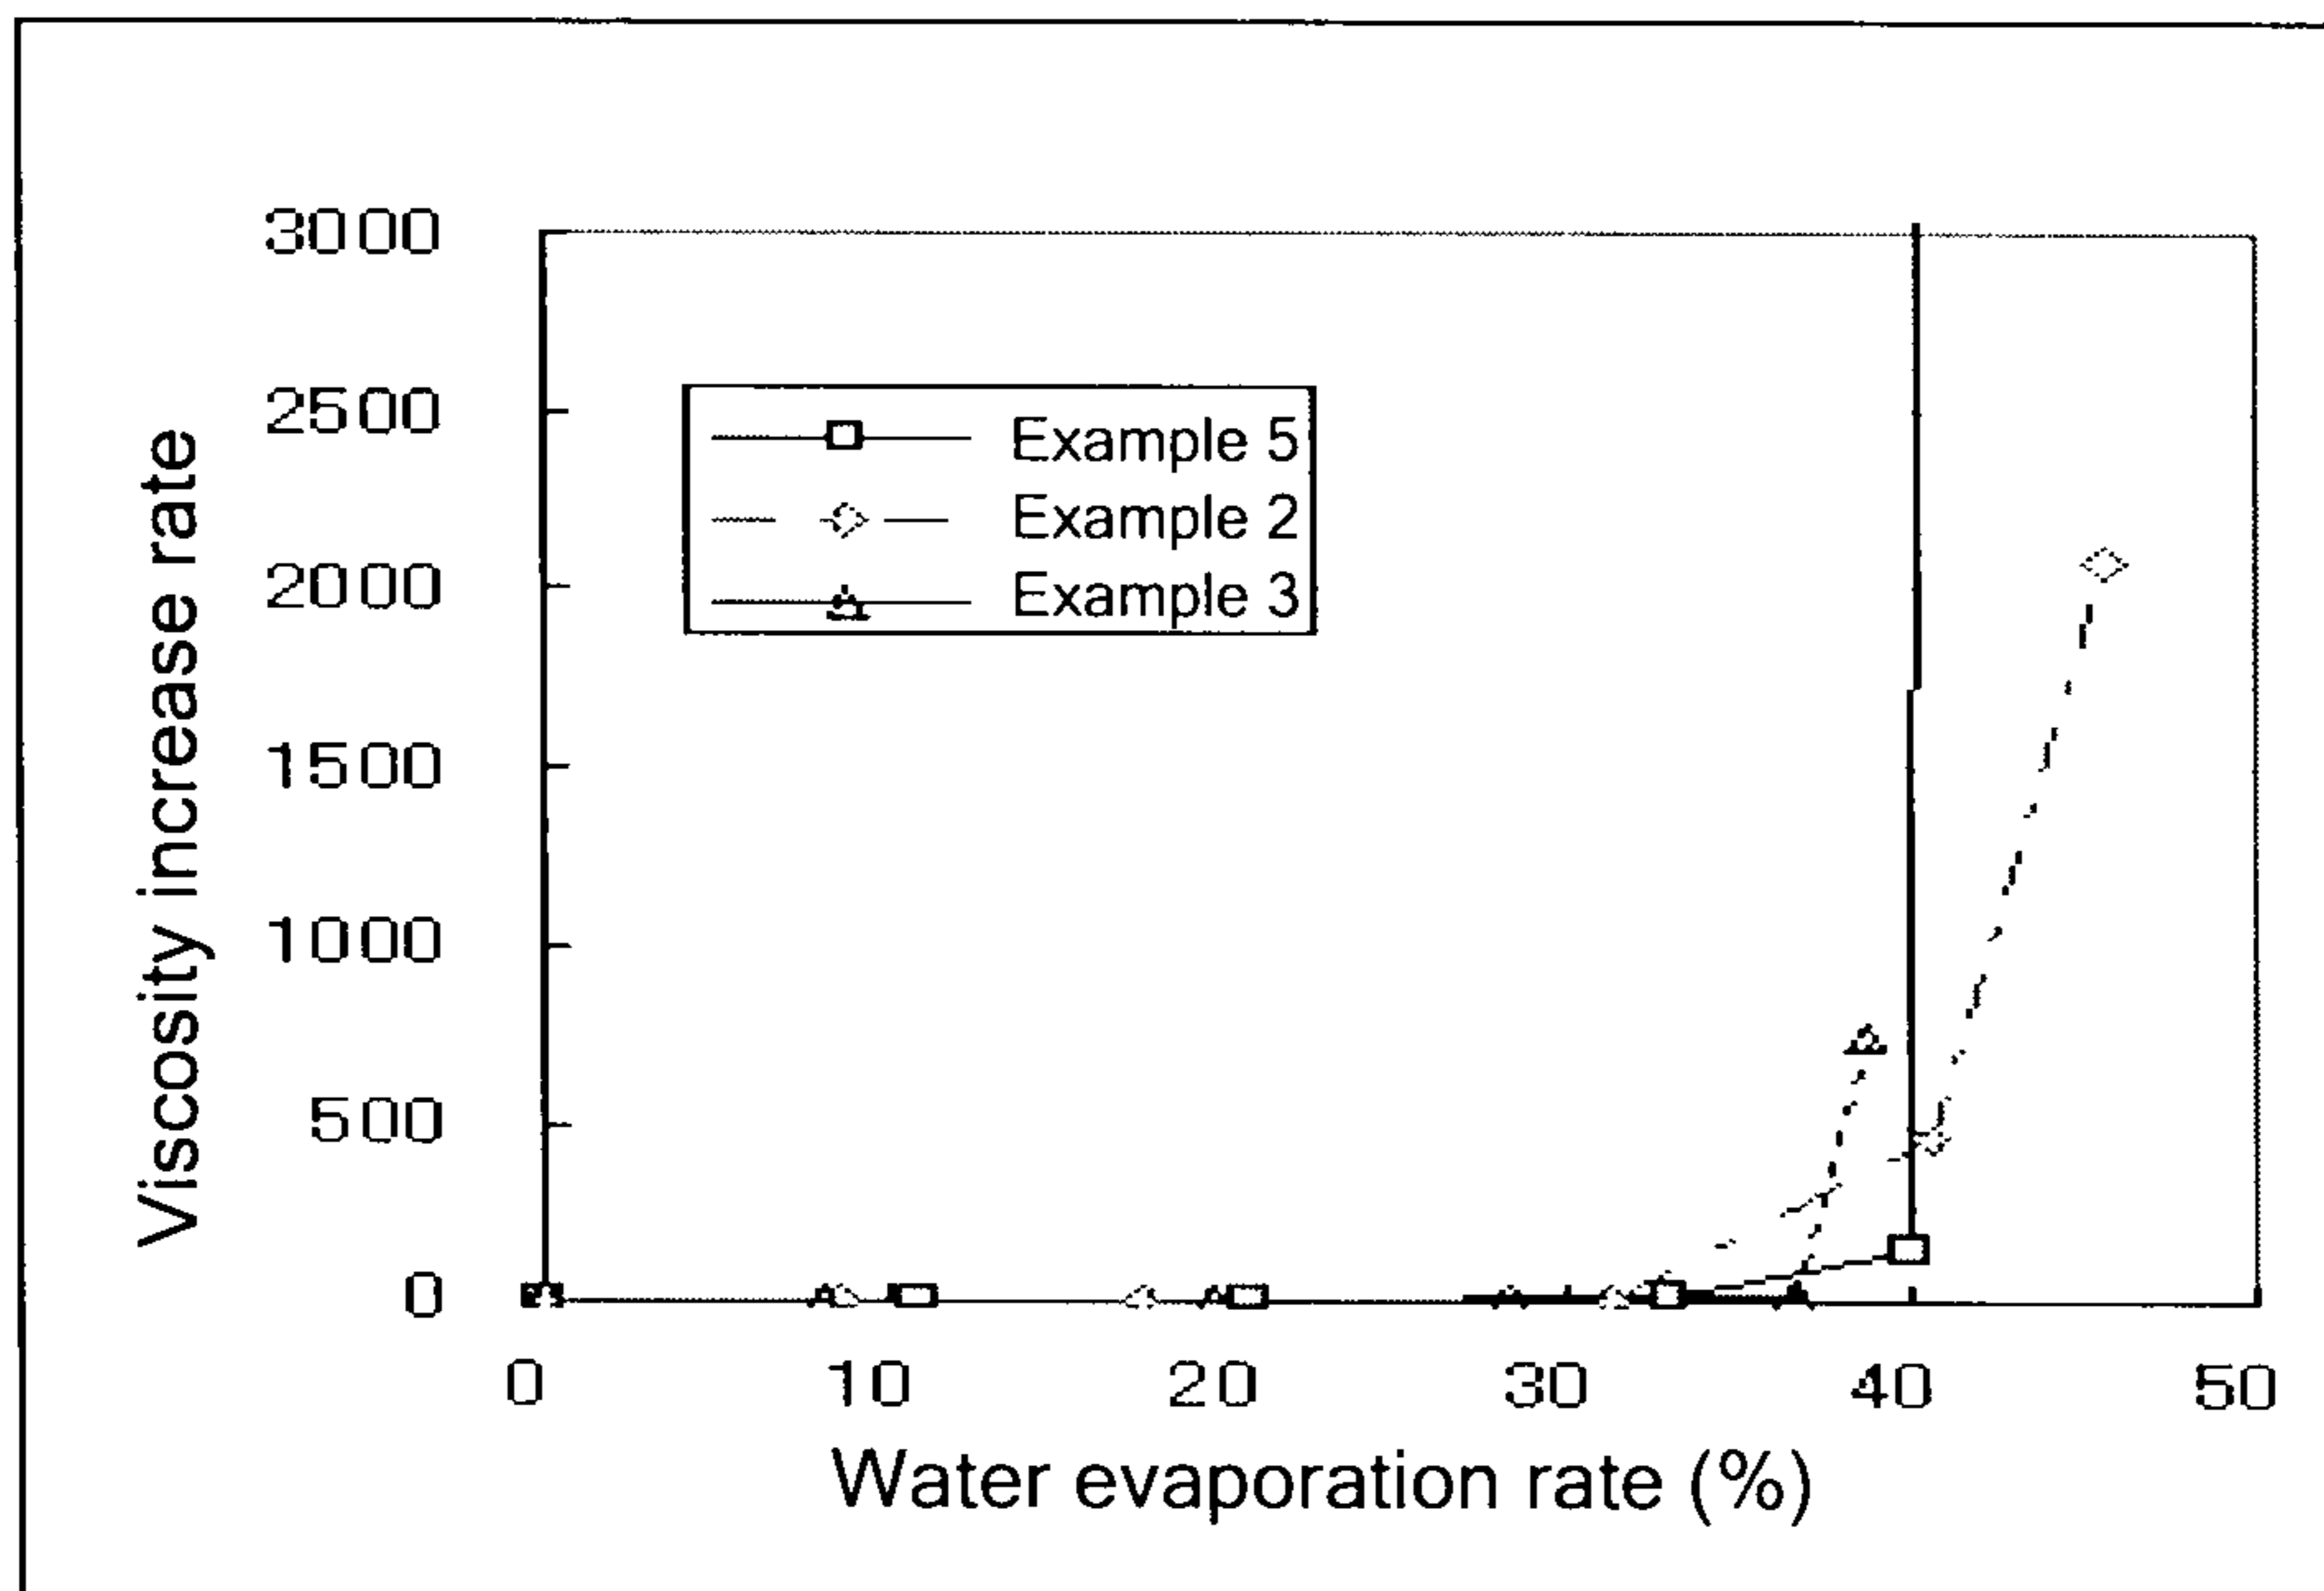 3000
2500
2000
1500
1000
500
0
Viscosity increase rate
Example 5
Example 2
Example 3
0 10 20 30 40 50
Water evaporation rate (%)